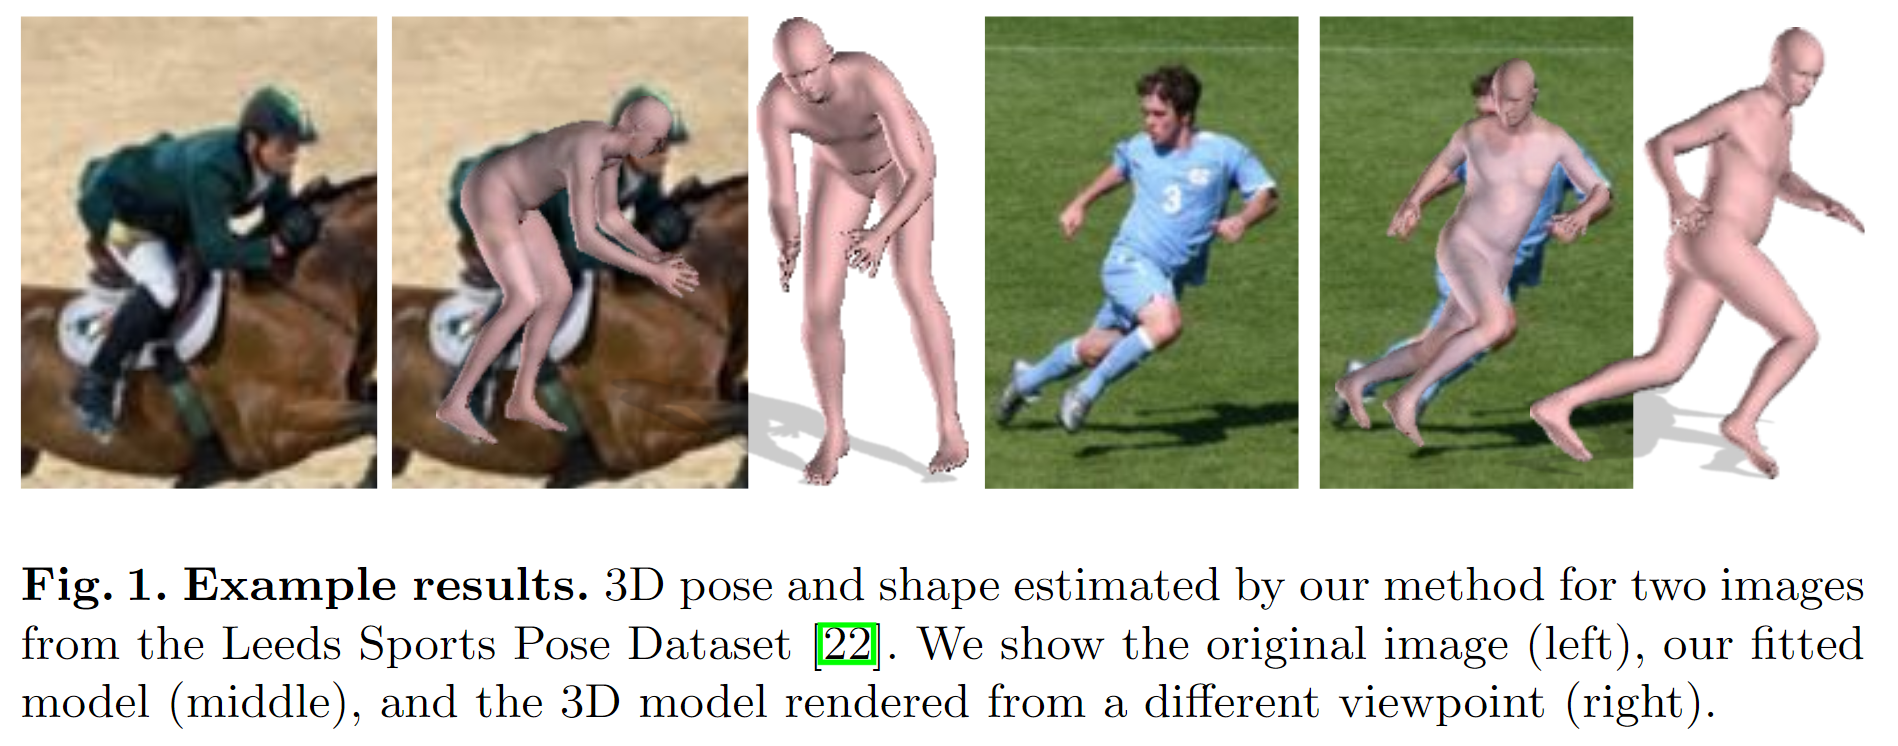 3
Fig. 1. Example results. 3D pose and shape estimated by our method for two images
from the Leeds Sports Pose Dataset [22]. We show the original image (left), our fitted
model (middle), and the 3D model rendered from a different viewpoint (right).